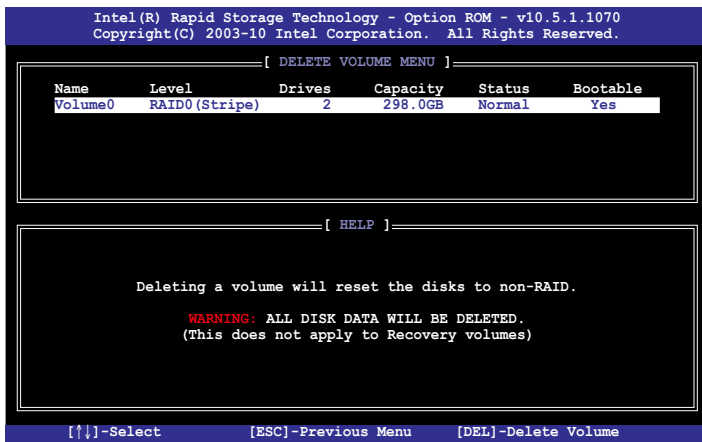 Intel(R) Rapid Storage Technology - Option ROM - v10.5.1.1070
Copyright(C) 2003-10 Intel Corporation. All Rights Reserved.
[ DELETE VOLUME MENU ]
Name Level Drives Capacity Status Bootable
Volume0 RAID0(Stripe) 2 298.0GB Normal Yes
[ HELP ]
Deleting a volume will reset the disks to non-RAID.
WARNING: ALL DISK DATA WILL BE DELETED.
(This does not apply to Recovery volumes)
[↑↓]-Select [ESC]-Previous Menu [DEL]-Delete Volume